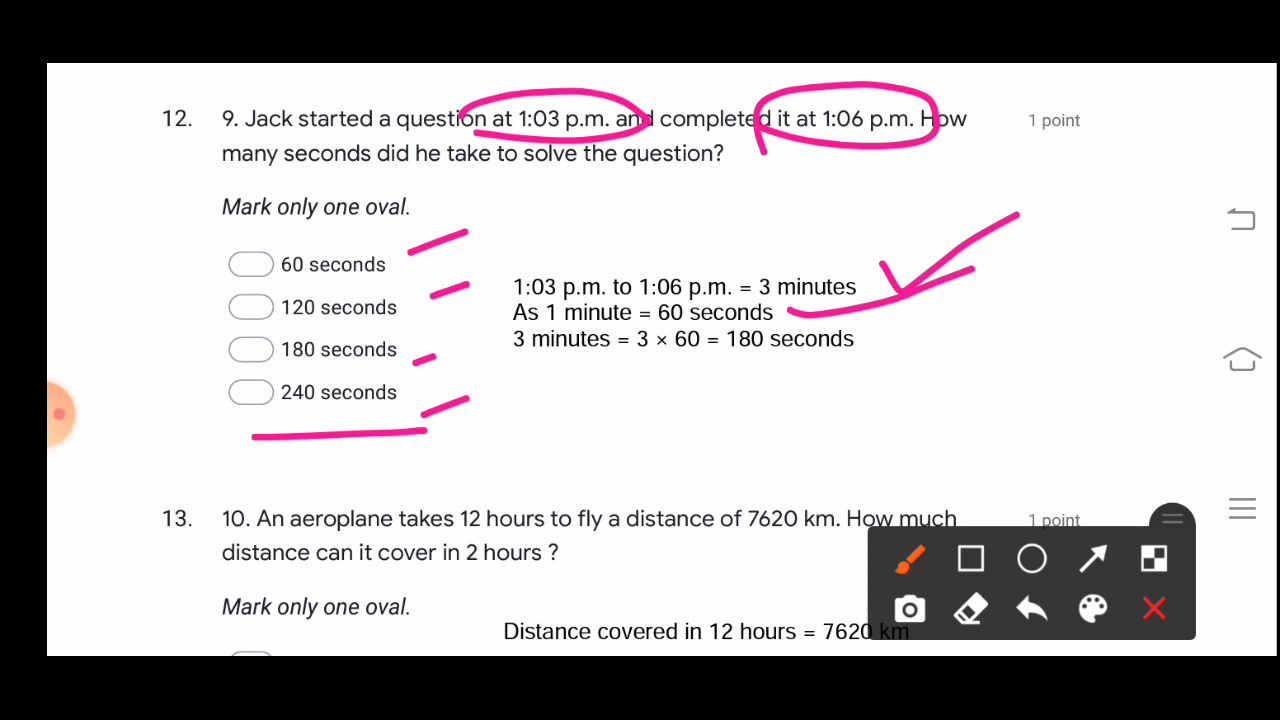 12. 9. Jack started a question at 1:03 p.m. and completed it at 1:06 p.m. How 1 point
many seconds did he take to solve the question?
Mark only one oval.
60 seconds
120 seconds
180 seconds
240 seconds
1:03 p.m. to 1:06 p.m. = 3 minutes
As 1 minute = 60 seconds
3 minutes = 3 × 60 = 180 seconds
13. 10. An aeroplane takes 12 hours to fly a distance of 7620 km. How much 1 point
distance can it cover in 2 hours ?
Mark only one oval.
Distance covered in 12 hours = 7620 km